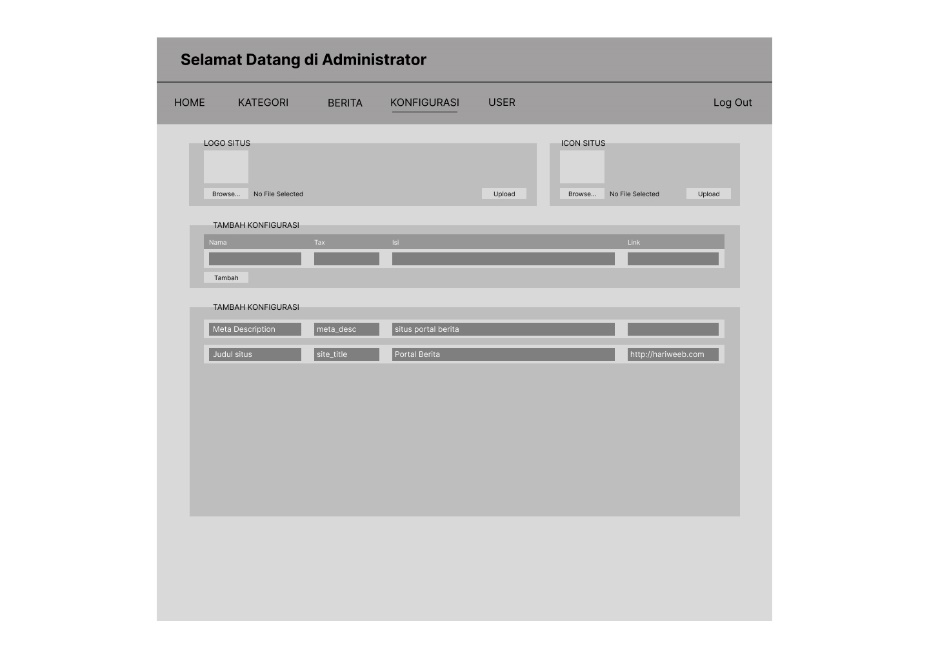 Selamat Datang di Administrator
HOME KATEGORI BERITA KONFIGURASI USER Log Out
LOGO SITUS ICON SITUS
Browse... No File Selected Upload Browse... No File Selected Upload
TAMBAH KONFIGURASI
Nama Tax Isi Link
Tambah
TAMBAH KONFIGURASI
Meta Description meta_desc situs portal berita
Judul situs site_title Portal Berita http://hariweeb.com